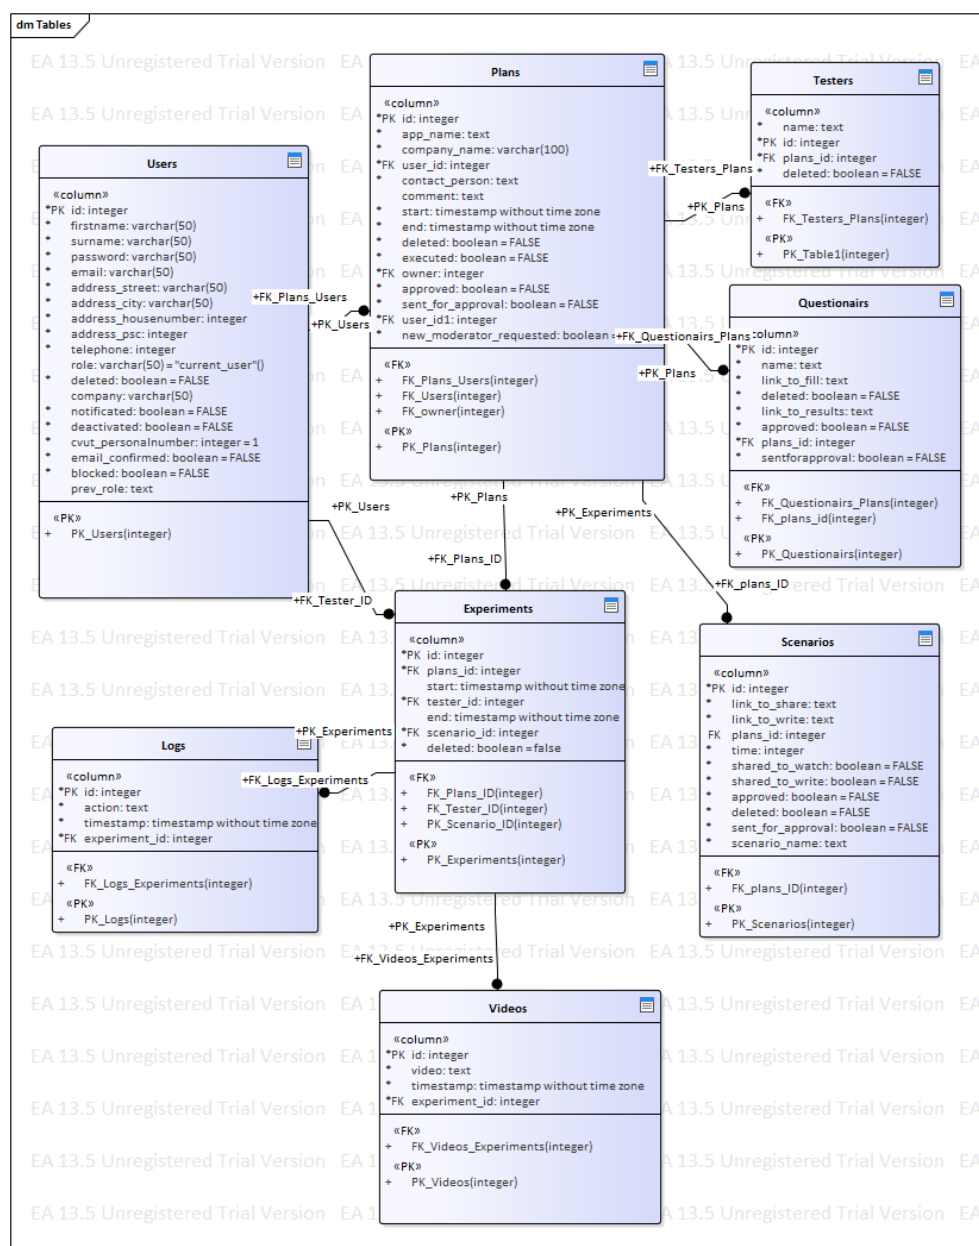 dm Tables
EA 13.5 Unregistered Trial Version
Plans
«column»
*PK id: integer
* app_name: text
* company_name: varchar(100)
*FK user_id: integer
* contact_person: text
comment: text
* start: timestamp without time zone
* end: timestamp without time zone
* deleted: boolean = FALSE
* executed: boolean = FALSE
*FK owner: integer
* approved: boolean = FALSE
* sent_for_approval: boolean = FALSE
*FK user_id1: integer
* new_moderator_requested: boolean =
«FK»
+ FK_Plans_Users(integer)
+ FK_Users(integer)
+ FK_owner(integer)
«PK»
+ PK_Plans(integer)
Testers
«column»
* name: text
*PK id: integer
*FK plans_id: integer
* deleted: boolean = FALSE
«FK»
+ FK_Testers_Plans(integer)
«PK»
+ PK_Table1(integer)
+FK_Testers_Plans
+PK_Plans
Users
«column»
*PK id: integer
* firstname: varchar(50)
* surname: varchar(50)
* password: varchar(50)
* email: varchar(50)
* address_street: varchar(50)
* address_city: varchar(50)
* address_housenumber: integer
* address_psc: integer
* telephone: integer
role: varchar(50) = "current_user"()
* deleted: boolean = FALSE
company: varchar(50)
* notificated: boolean = FALSE
* deactivated: boolean = FALSE
* cvut_personalnumber: integer = 1
* email_confirmed: boolean = FALSE
* blocked: boolean = FALSE
prev_role: text
«PK»
+ PK_Users(integer)
+FK_Plans_Users
+PK_Users
Questionairs
«column»
*PK id: integer
* name: text
* link_to_fill: text
* deleted: boolean = FALSE
* link_to_results: text
* approved: boolean = FALSE
*FK plans_id: integer
* sentforapproval: boolean = FALSE
«FK»
+ FK_Questionairs_Plans(integer)
+ FK_plans_id(integer)
«PK»
+ PK_Questionairs(integer)
+FK_Questionairs_Plans
+PK_Plans
+PK_Plans
+PK_Users
+PK_Experiments
+FK_Plans_ID
+FK_plans_ID
+FK_Tester_ID
Experiments
«column»
*PK id: integer
*FK plans_id: integer
start: timestamp without time zone
*FK tester_id: integer
end: timestamp without time zone
*FK scenario_id: integer
* deleted: boolean = false
«FK»
+ FK_Plans_ID(integer)
+ FK_Tester_ID(integer)
+ PK_Scenario_ID(integer)
«PK»
+ PK_Experiments(integer)
Scenarios
«column»
*PK id: integer
* link_to_share: text
* link_to_write: text
FK plans_id: integer
* time: integer
* shared_to_watch: boolean = FALSE
* shared_to_write: boolean = FALSE
* approved: boolean = FALSE
* deleted: boolean = FALSE
* sent_for_approval: boolean = FALSE
* scenario_name: text
«FK»
+ FK_plans_ID(integer)
«PK»
+ PK_Scenarios(integer)
+PK_Experiments
+FK_Logs_Experiments
Logs
«column»
*PK id: integer
* action: text
* timestamp: timestamp without time zone
*FK experiment_id: integer
«FK»
+ FK_Logs_Experiments(integer)
«PK»
+ PK_Logs(integer)
+PK_Experiments
+FK_Videos_Experiments
Videos
«column»
*PK id: integer
* video: text
* timestamp: timestamp without time zone
*FK experiment_id: integer
«FK»
+ FK_Videos_Experiments(integer)
«PK»
+ PK_Videos(integer)